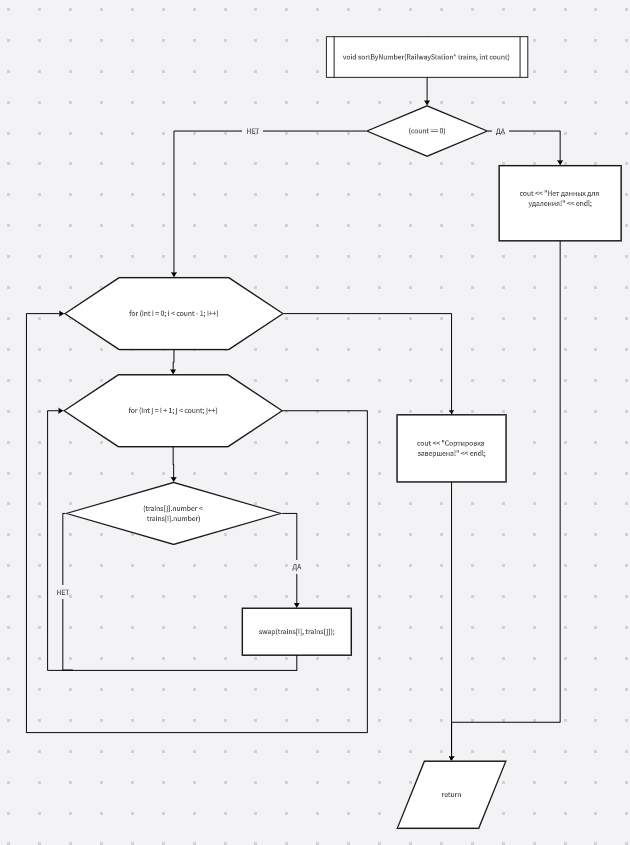 void sortByNumber(RailwayStation* trains, int count)
(count == 0)
НЕТ
ДА
cout << "Нет данных для
удаления!" << endl;
for (int i = 0; i < count - 1; i++)
for (int j = i + 1; j < count; j++)
cout << "Сортировка
завершена!" << endl;
(trains[j].number <
trains[i].number)
ДА
НЕТ
swap(trains[i], trains[j]);
return